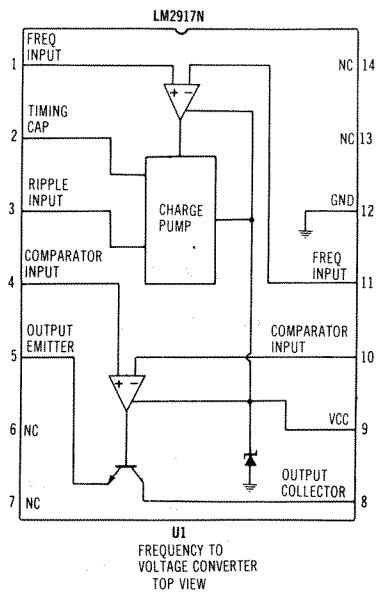 LM2917N
FREQ
INPUT
1
NC 14
TIMING
CAP
2
NC 13
RIPPLE
INPUT
3
CHARGE
PUMP
GND
12
COMPARATOR
INPUT
4
FREQ
INPUT
11
OUTPUT
EMITTER
5
COMPARATOR
INPUT
10
+ -
+ -
6 NC
VCC
9
7 NC
OUTPUT
COLLECTOR
8
U1
FREQUENCY TO
VOLTAGE CONVERTER
TOP VIEW